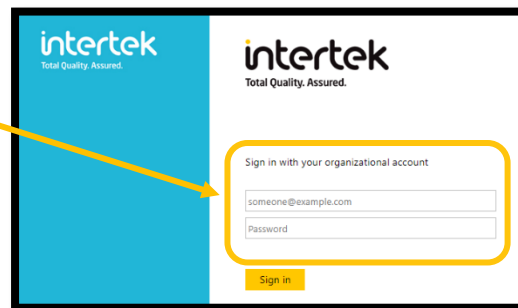 intertek
Total Quality. Assured.
intertek
Total Quality. Assured.
Sign in with your organizational account
someone@example.com
Password
Sign in